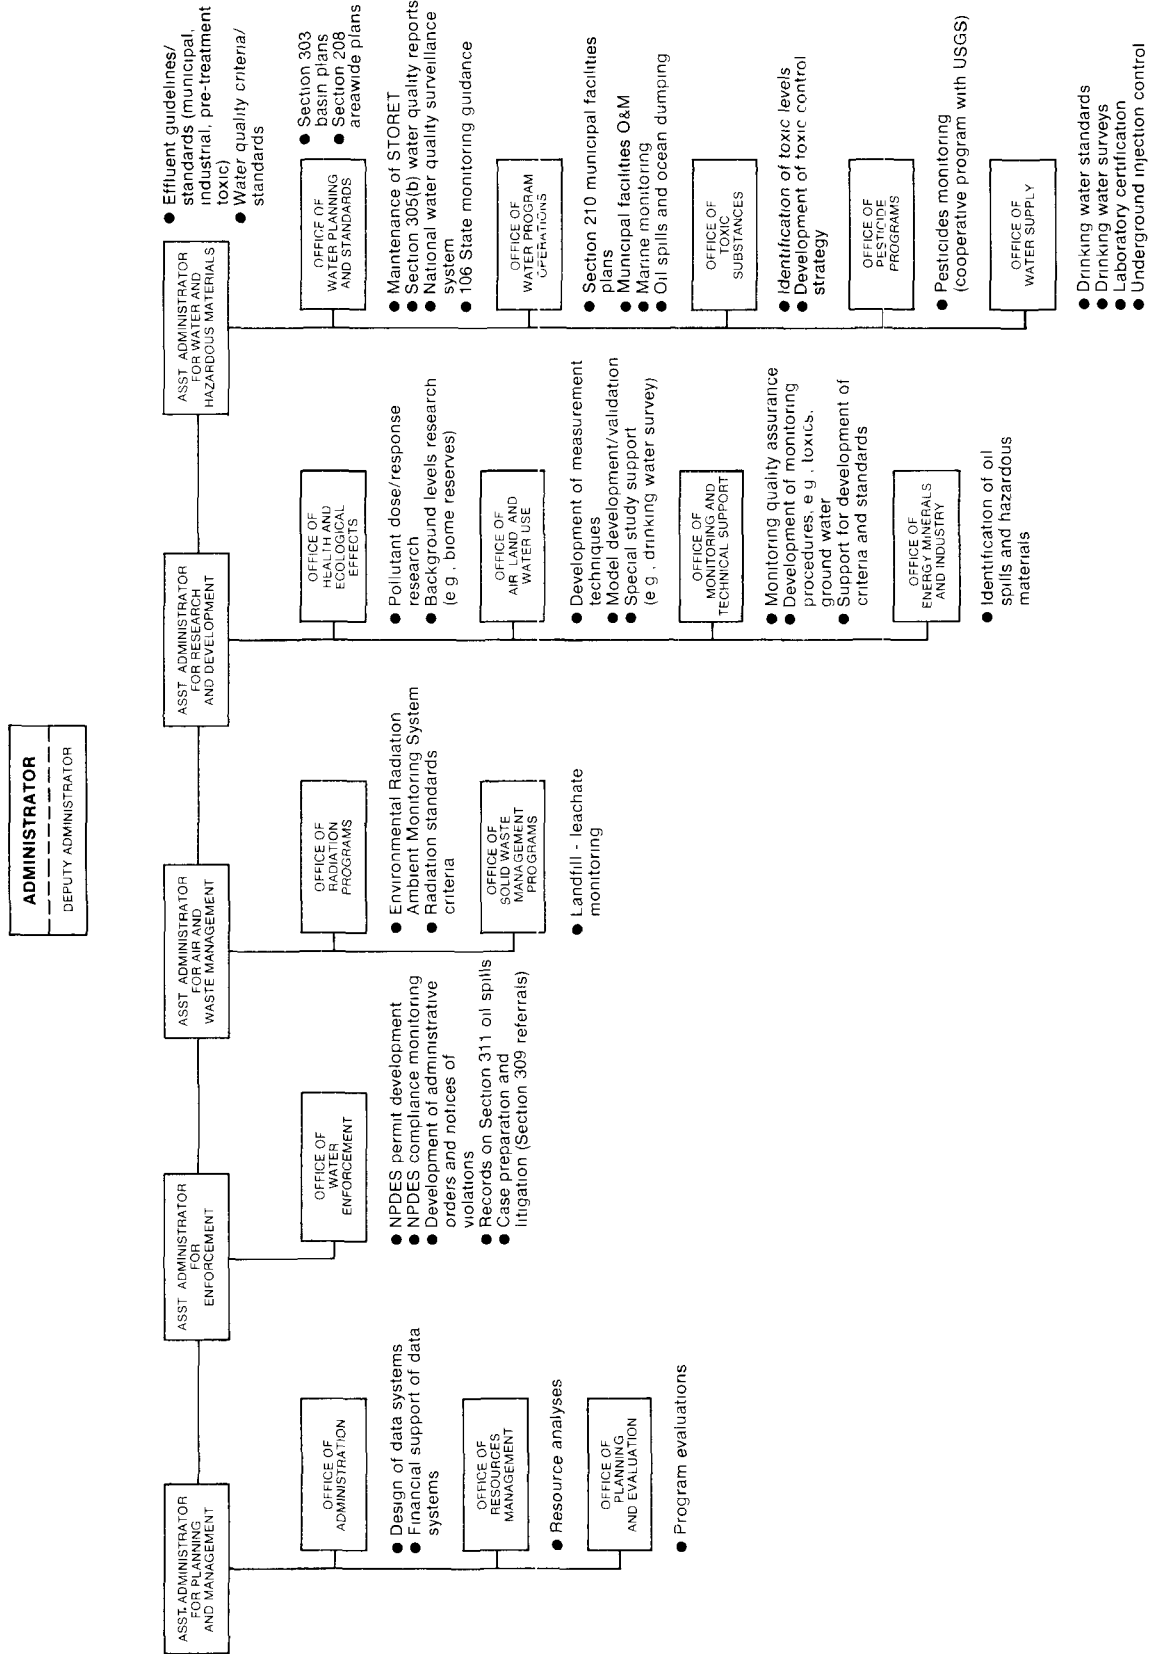 ADMINISTRATOR
DEPUTY ADMINISTRATOR
ASST. ADMINISTRATOR
FOR PLANNING
AND MANAGEMENT
OFFICE OF
ADMINISTRATION
● Design of data systems
● Financial support of data
systems
OFFICE OF
RESOURCES
MANAGEMENT
● Resource analyses
OFFICE OF
PLANNING
AND EVALUATION
● Program evaluations
ASST ADMINISTRATOR
FOR
ENFORCEMENT
OFFICE OF
WATER
ENFORCEMENT
● NPDES permit development
● NPDES compliance monitoring
● Development of administrative
orders and notices of
violations
● Records on Section 311 oil spills
● Case preparation and
litigation (Section 309 referrals)
ASST ADMINISTRATOR
FOR AIR AND
WASTE MANAGEMENT
OFFICE OF
RADIATION
PROGRAMS
● Environmental Radiation
Ambient Monitoring System
● Radiation standards
criteria
OFFICE OF
SOLID WASTE
MANAGEMENT
PROGRAMS
● Landfill - leachate
monitoring
ASST ADMINISTRATOR
FOR RESEARCH
AND DEVELOPMENT
OFFICE OF
HEALTH AND
ECOLOGICAL
EFFECTS
● Pollutant dose/response
research
● Background levels research
(e g , biome reserves)
OFFICE OF
AIR LAND AND
WATER USE
● Development of measurement
techniques
● Model development/validation
● Special study support
(e g , drinking water survey)
OFFICE OF
MONITORING AND
TECHNICAL SUPPORT
● Monitoring quality assurance
● Development of monitoring
procedures, e g , toxics,
ground water
● Support for development of
criteria and standards
OFFICE OF
ENERGY MINERALS
AND INDUSTRY
● Identification of oil
spills and hazardous
materials
ASST ADMINISTRATOR
FOR WATER AND
HAZARDOUS MATERIALS
● Effluent guidelines/
standards (municipal,
industrial, pre-treatment
toxic)
● Water quality criteria/
standards
OFFICE OF
WATER PLANNING
AND STANDARDS
● Section 303
basin plans
● Section 208
areawide plans
● Maintenance of STORET
● Section 305(b) water quality reports
● National water quality surveillance
system
● 106 State monitoring guidance
OFFICE OF
WATER PROGRAM
OPERATIONS
● Section 210 municipal facilities
plans
● Municipal facilities O&M
● Marine monitoring
● Oil spills and ocean dumping
OFFICE OF
TOXIC
SUBSTANCES
● Identification of toxic levels
● Development of toxic control
strategy
OFFICE OF
PESTICIDE
PROGRAMS
● Pesticides monitoring
(cooperative program with USGS)
OFFICE OF
WATER SUPPLY
● Drinking water standards
● Drinking water surveys
● Laboratory certification
● Underground injection control